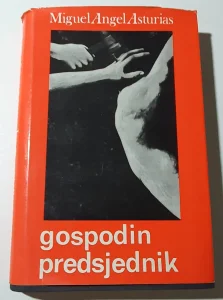 Miguel Angel Asturias
gospodin
predsjednik